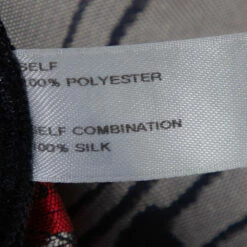 SELF
100% POLYESTER
SELF COMBINATION
100% SILK